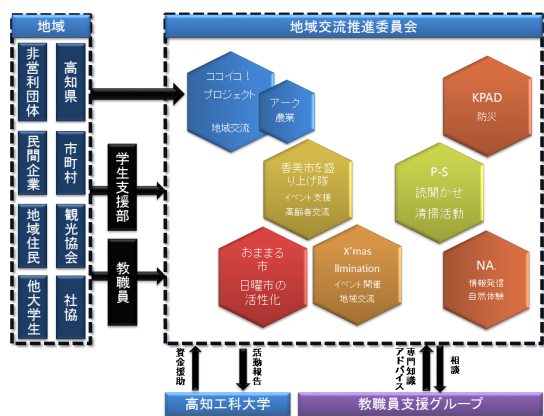 地域
非営利団体
高知県
民間企業
市町村
地域住民
観光協会
他大学生
社協
学生支援部
教職員
地域交流推進委員会
ココイコ！
プロジェクト
地域交流
アーク
農業
KPAD
防災
香美市を盛
り上げ隊
イベント支援
高齢者交流
P-S
読聞かせ
清掃活動
おままる
市
日曜市の
活性化
X'mas
Ilmination
イベント開催
地域交流
NA.
情報発信
自然体験
資金援助
活動報告
専門知識
アドバイス
相談
高知工科大学
教職員支援グループ